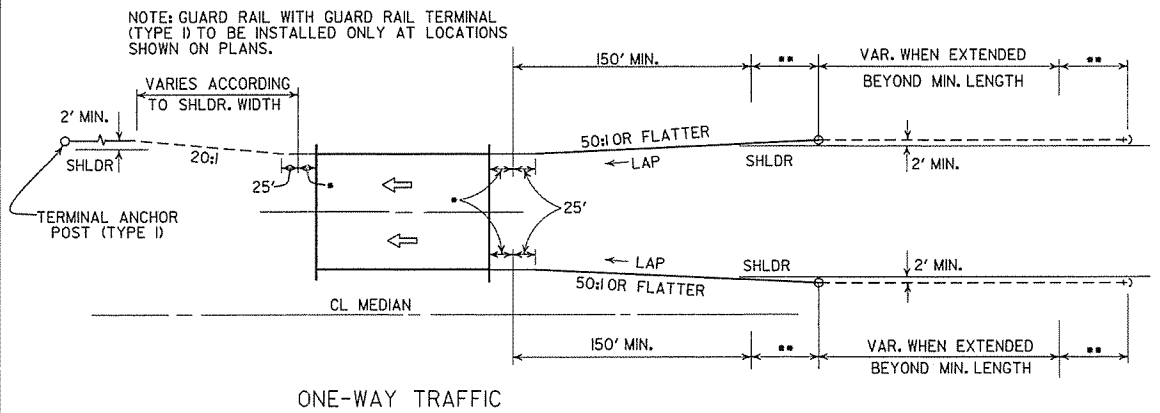 NOTE: GUARD RAIL WITH GUARD RAIL TERMINAL
(TYPE I) TO BE INSTALLED ONLY AT LOCATIONS
SHOWN ON PLANS.
150' MIN.
**
VAR. WHEN EXTENDED
BEYOND MIN. LENGTH
**
VARIES ACCORDING
TO SHLDR. WIDTH
2' MIN.
SHLDR
20:1
50:1 OR FLATTER
LAP
SHLDR
2' MIN.
25'
*
*
25'
TERMINAL ANCHOR
POST (TYPE I)
LAP
SHLDR
2' MIN.
50:1 OR FLATTER
CL MEDIAN
150' MIN.
**
VAR. WHEN EXTENDED
BEYOND MIN. LENGTH
**
ONE-WAY TRAFFIC